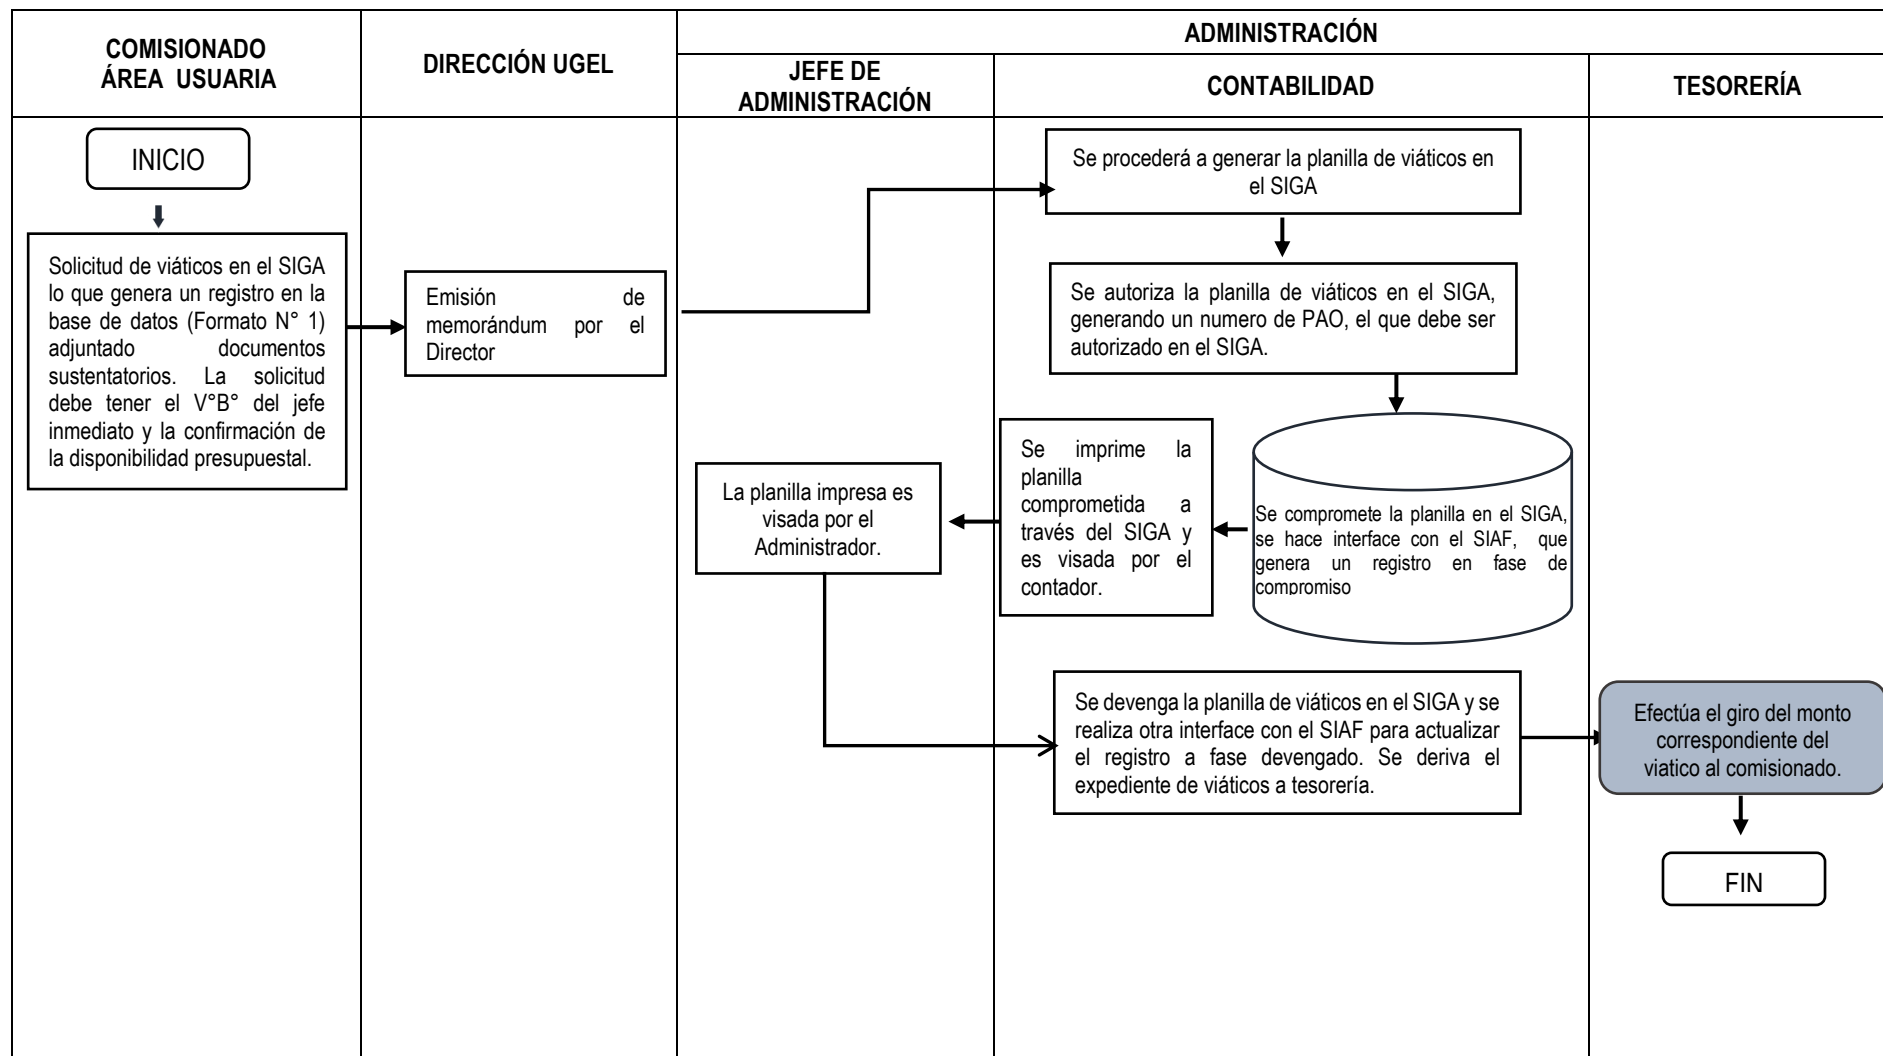 COMISIONADO
ÁREA USUARIA
DIRECCIÓN UGEL
ADMINISTRACIÓN
JEFE DE
ADMINISTRACIÓN
CONTABILIDAD
TESORERÍA
INICIO
Solicitud de viáticos en el SIGA
lo que genera un registro en la
base de datos (Formato N° 1)
adjuntado documentos
sustentatorios. La solicitud
debe tener el V°B° del jefe
inmediato y la confirmación de
la disponibilidad presupuestal.
Emisión de
memorándum por el
Director
Se procederá a generar la planilla de viáticos en
el SIGA
Se autoriza la planilla de viáticos en el SIGA,
generando un numero de PAO, el que debe ser
autorizado en el SIGA.
Se compromete la planilla en el SIGA,
se hace interface con el SIAF, que
genera un registro en fase de
compromiso
Se imprime la
planilla
comprometida a
través del SIGA y
es visada por el
contador.
La planilla impresa es
visada por el
Administrador.
Se devenga la planilla de viáticos en el SIGA y se
realiza otra interface con el SIAF para actualizar
el registro a fase devengado. Se deriva el
expediente de viáticos a tesorería.
Efectúa el giro del monto
correspondiente del
viatico al comisionado.
FIN